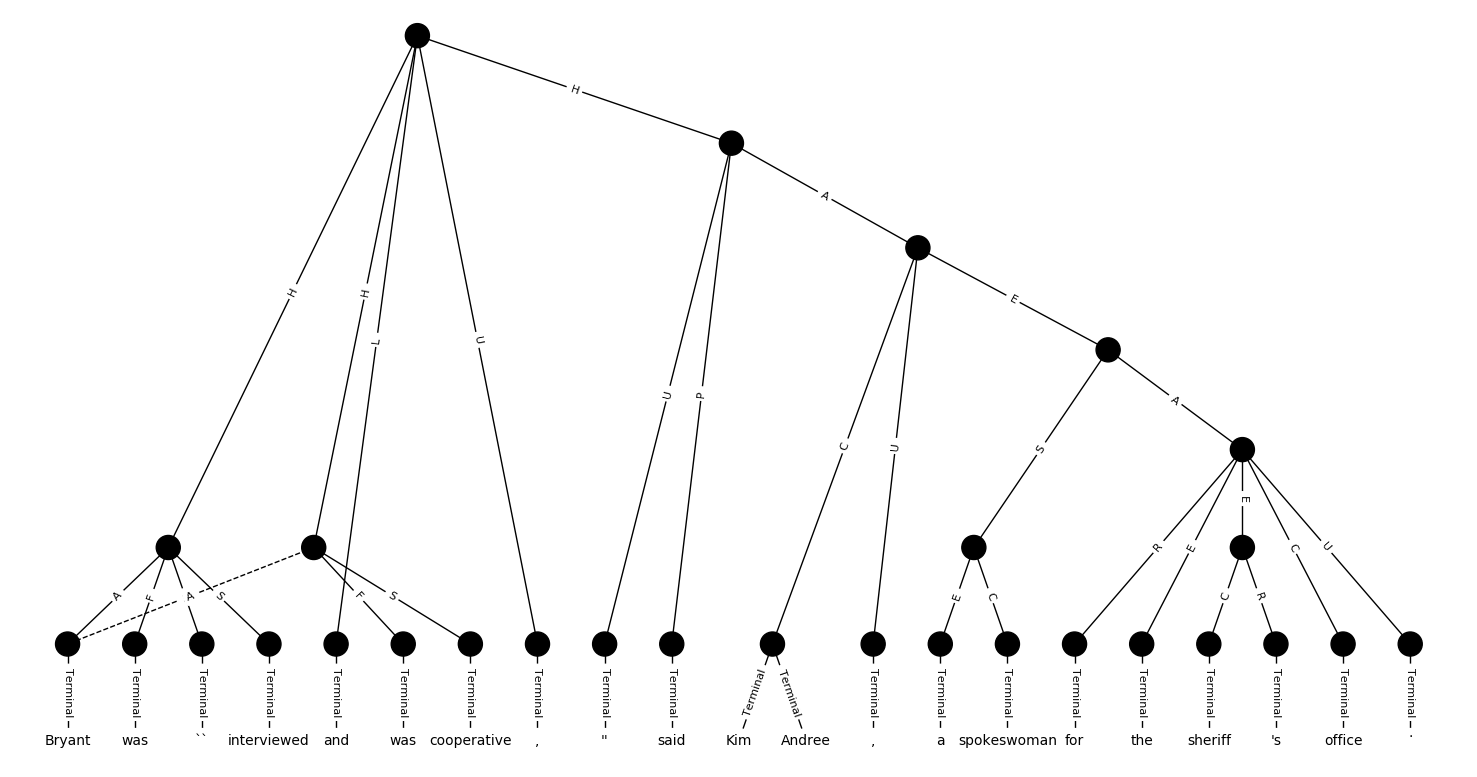 H
A
H
E
H
L
U
U
P
A
C
U
S
E
A
F
A
S
F
S
E
C
R
E
C
R
C
U
Terminal Terminal Terminal Terminal Terminal Terminal Terminal Terminal Terminal Terminal Terminal Terminal Terminal Terminal Terminal Terminal Terminal Terminal Terminal Terminal Terminal
Bryant was `` interviewed and was cooperative , " said Kim Andree , a spokeswoman for the sheriff 's office .